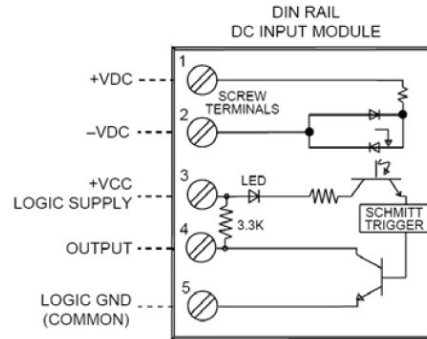 DIN RAIL
DC INPUT MODULE
1
+VDC
SCREW
TERMINALS
2
–VDC
+VCC
LOGIC SUPPLY
3
LED
3.3K
SCHMITT
TRIGGER
4
OUTPUT
5
LOGIC GND
(COMMON)